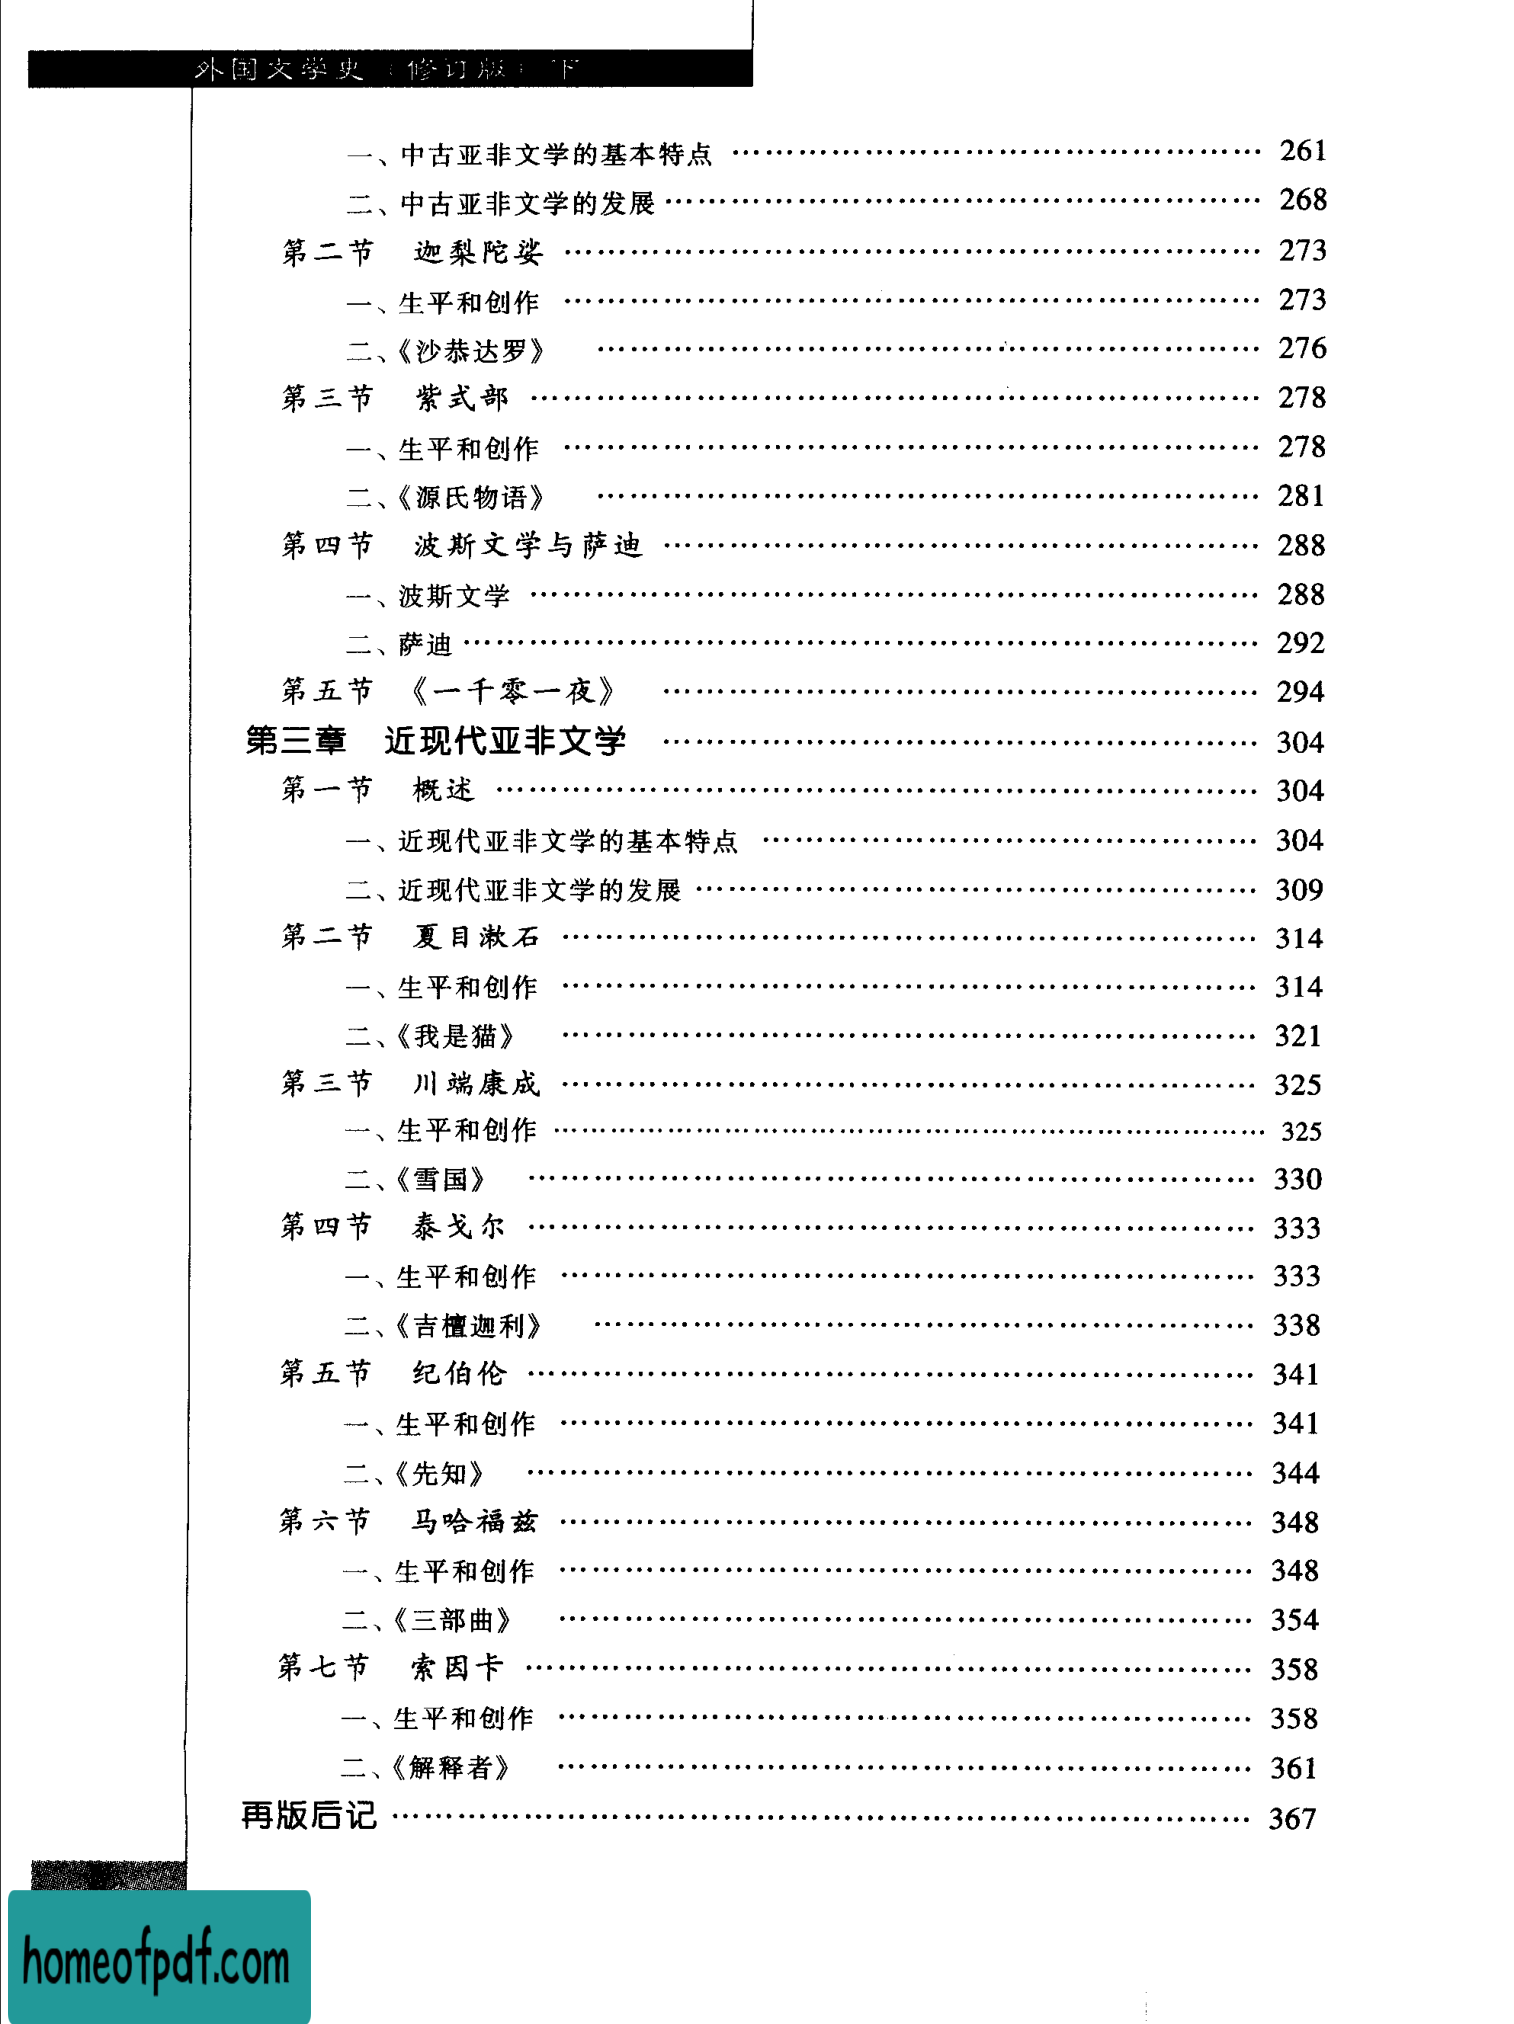 外国文学史(修订版) 下
一、中古亚非文学的基本特点 …… 261
二、中古亚非文学的发展 …… 268
第二节 迦梨陀娑 …… 273
一、生平和创作 …… 273
二、《沙恭达罗》 …… 276
第三节 紫式部 …… 278
一、生平和创作 …… 278
二、《源氏物语》 …… 281
第四节 波斯文学与萨迪 …… 288
一、波斯文学 …… 288
二、萨迪 …… 292
第五节 《一千零一夜》 …… 294
第三章 近现代亚非文学 …… 304
第一节 概述 …… 304
一、近现代亚非文学的基本特点 …… 304
二、近现代亚非文学的发展 …… 309
第二节 夏目漱石 …… 314
一、生平和创作 …… 314
二、《我是猫》 …… 321
第三节 川端康成 …… 325
一、生平和创作 …… 325
二、《雪国》 …… 330
第四节 泰戈尔 …… 333
一、生平和创作 …… 333
二、《吉檀迦利》 …… 338
第五节 纪伯伦 …… 341
一、生平和创作 …… 341
二、《先知》 …… 344
第六节 马哈福兹 …… 348
一、生平和创作 …… 348
二、《三部曲》 …… 354
第七节 索因卡 …… 358
一、生平和创作 …… 358
二、《解释者》 …… 361
再版后记 …… 367
homeofpdf.com